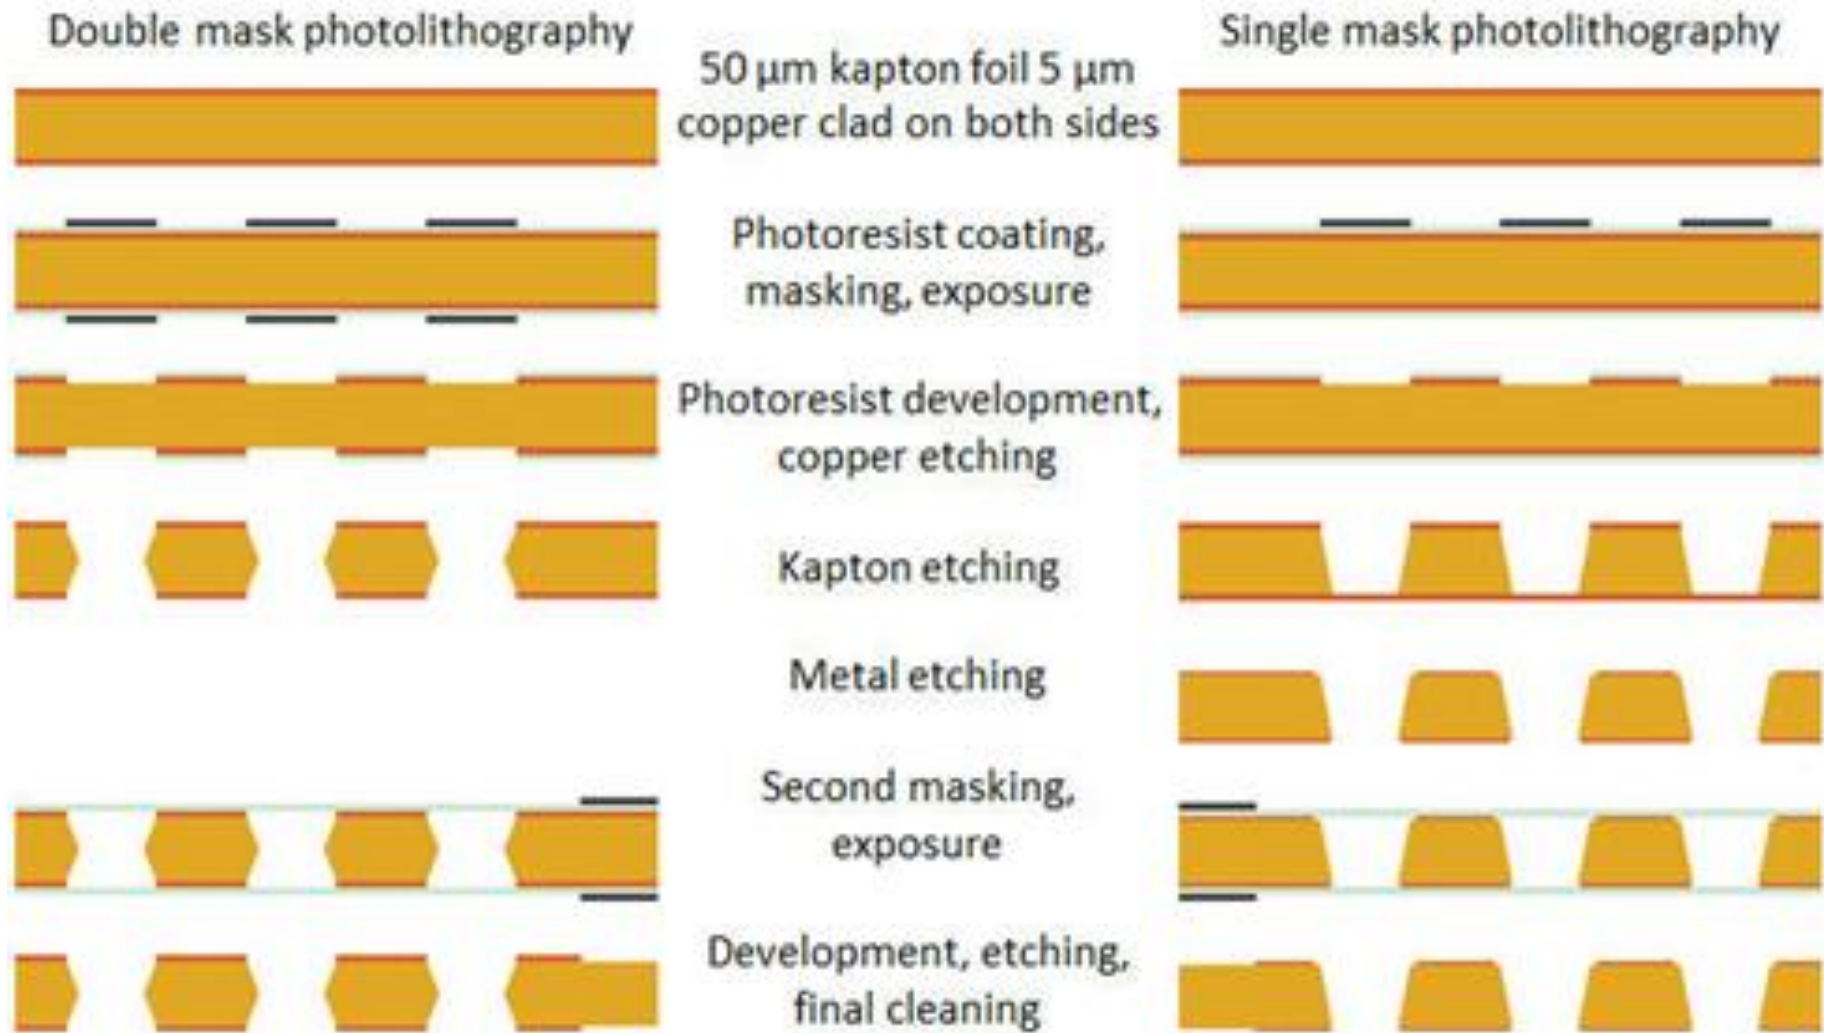 Double mask photolithography
Single mask photolithography
50 µm kapton foil 5 µm
copper clad on both sides
Photoresist coating,
masking, exposure
Photoresist development,
copper etching
Kapton etching
Metal etching
Second masking,
exposure
Development, etching,
final cleaning